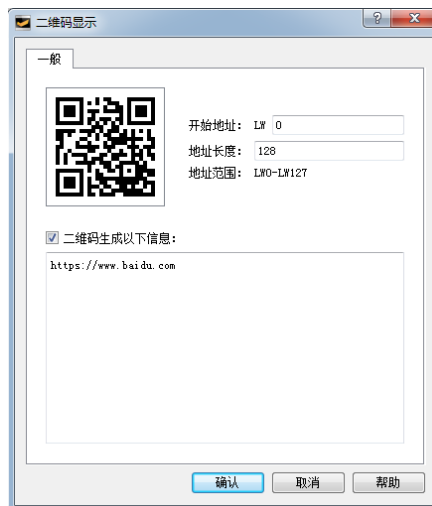 二维码显示
一般
开始地址: LW 0
地址长度: 128
地址范围: LW0-LW127
二维码生成以下信息:
https://www.baidu.com
确认 取消 帮助